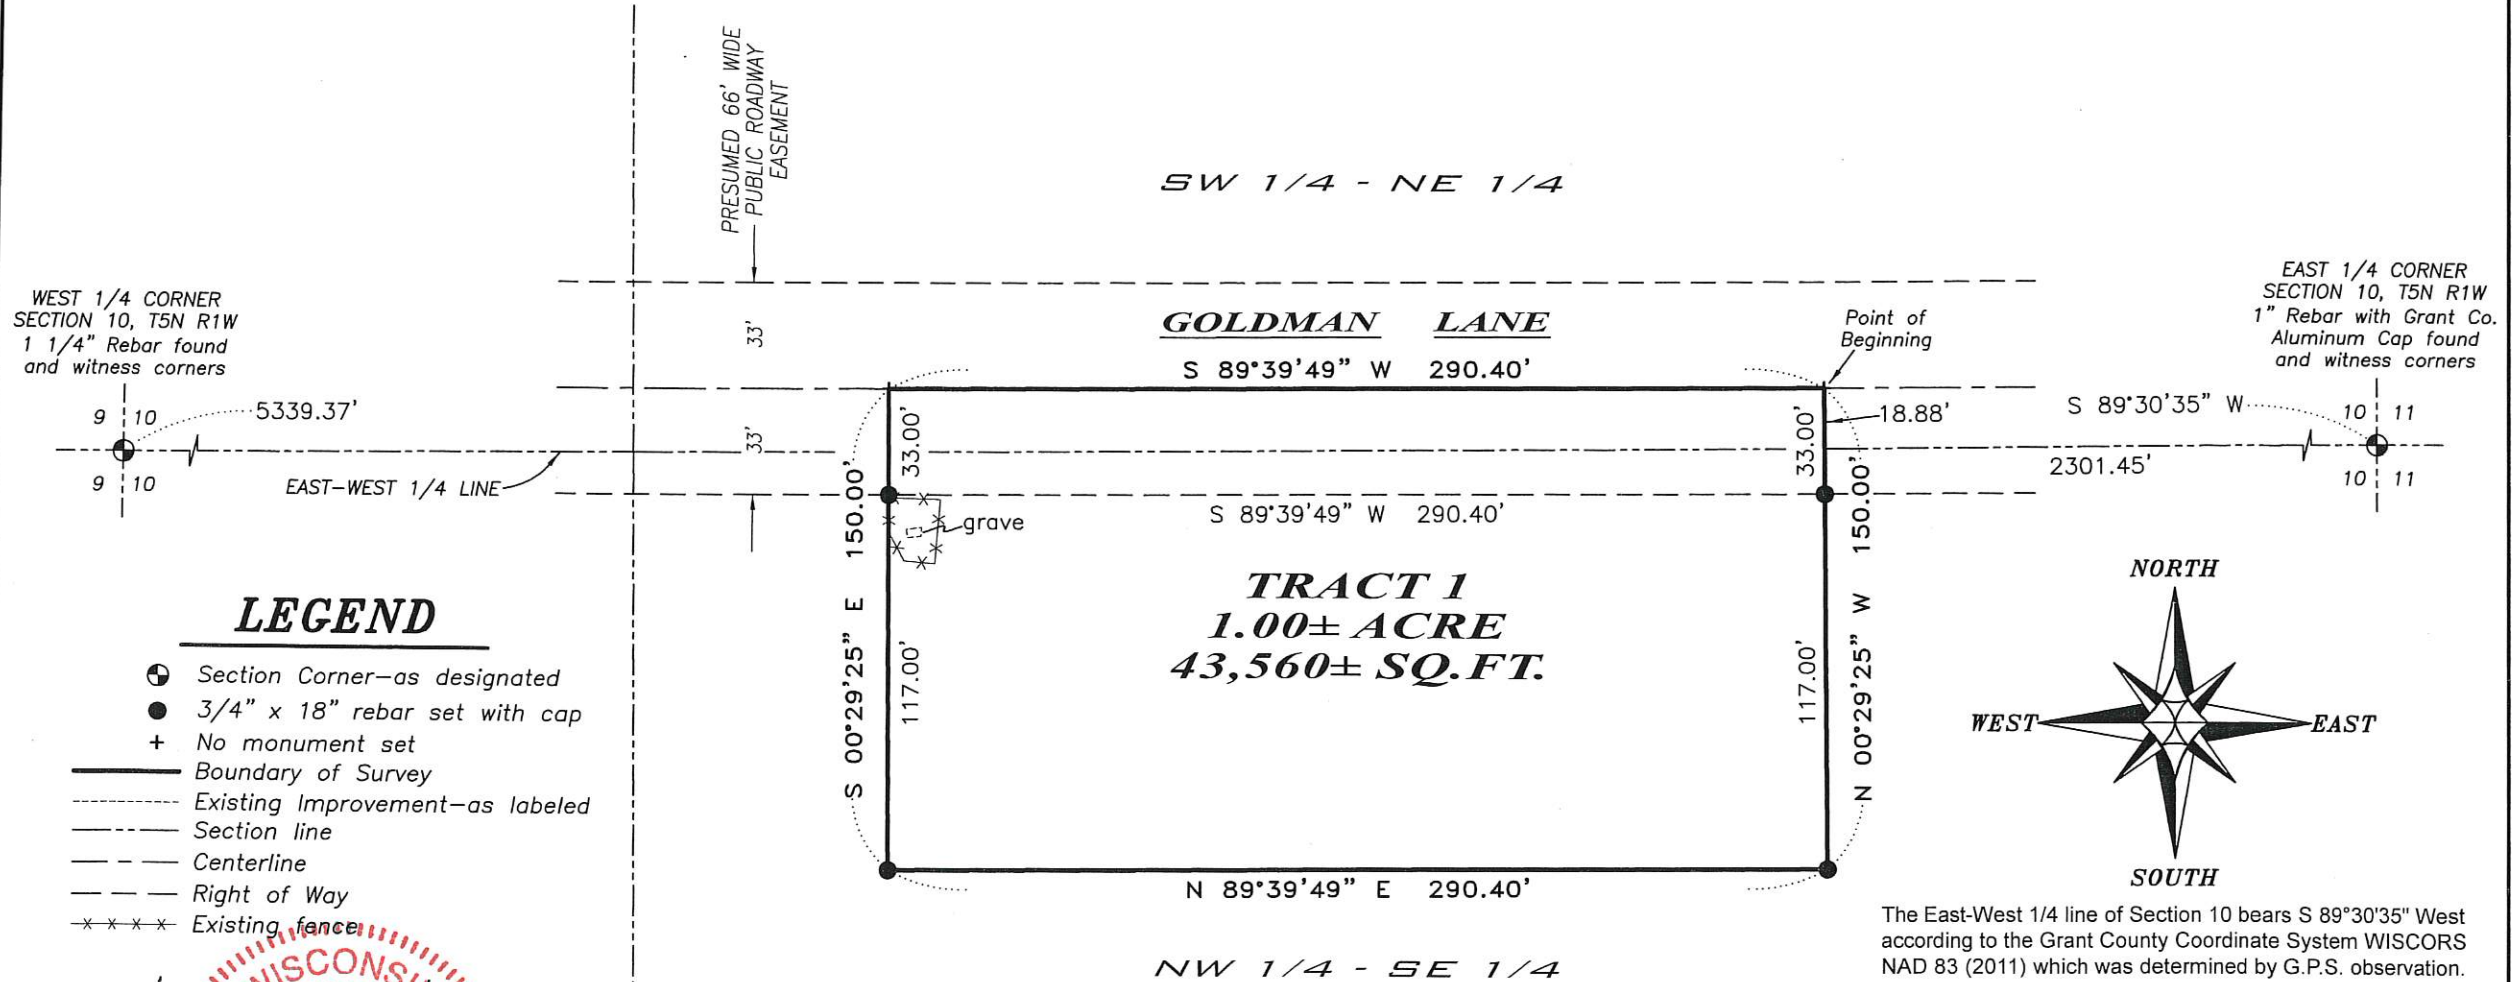 PRESUMED 66' WIDE
PUBLIC ROADWAY
EASEMENT
SW 1/4 - NE 1/4
WEST 1/4 CORNER
SECTION 10, T5N R1W
1 1/4" Rebar found
and witness corners
9 10
5339.37'
9 10
EAST-WEST 1/4 LINE
33'
33'
GOLDMAN LANE
S 89°39'49" W 290.40'
Point of
Beginning
EAST 1/4 CORNER
SECTION 10, T5N R1W
1" Rebar with Grant Co.
Aluminum Cap found
and witness corners
18.88'
S 89°30'35" W
10 11
2301.45'
10 11
33.00'
33.00'
S 89°39'49" W 290.40'
grave
S 00°29'25" E 150.00'
117.00'
TRACT 1
1.00± ACRE
43,560± SQ.FT.
117.00'
N 00°29'25" W 150.00'
N 89°39'49" E 290.40'
NW 1/4 - SE 1/4
LEGEND
Section Corner-as designated
3/4" x 18" rebar set with cap
+ No monument set
Boundary of Survey
Existing Improvement-as labeled
Section line
Centerline
Right of Way
Existing fence
NORTH
WEST EAST
SOUTH
The East-West 1/4 line of Section 10 bears S 89°30'35" West
according to the Grant County Coordinate System WISCORS
NAD 83 (2011) which was determined by G.P.S. observation.